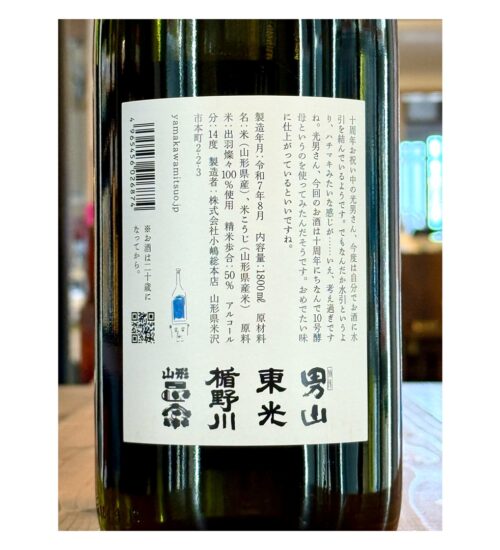 十周年お祝い中の光男さん、今度は自分でお酒に水
引を結んでいるようです。でもなんだか水引というよ
り、ハチマキみたいな感じが……いえ、考え過ぎです
ね。光男さん、今回のお酒は十周年にちなんで10号酵
母というのを使ってみたんだそうです。おめでたい味
に仕上がっているといいですね。
製造年月：令和7年8月　内容量：1800㎖　原材料
名：米（山形県産）、米こうじ（山形県産米）　原料
米：出羽燦々100％使用　精米歩合：50％　アルコール
分：14度　製造者：株式会社小嶋総本店　山形県米沢
市本町2-2-3
yamakawamitsuo.jp
※お酒は二十歳に
なってから。
4965456026874
男山
東光
楯野川
山形